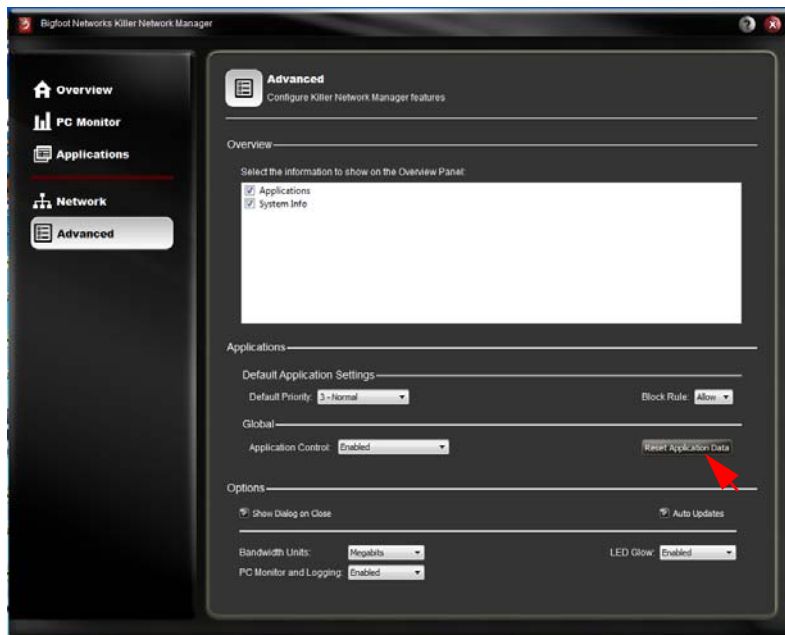 Bigfoot Networks Killer Network Manager
Overview
PC Monitor
Applications
Network
Advanced
Advanced
Configure Killer Network Manager features
Overview
Select the information to show on the Overview Panel:
Applications
System Info
Applications
Default Application Settings
Default Priority: 3 - Normal
Block Rule: Allow
Global
Application Control: Enabled
Reset Application Data
Options
Show Dialog on Close
Auto Updates
Bandwidth Units: Megabits
LED Glow: Enabled
PC Monitor and Logging: Enabled